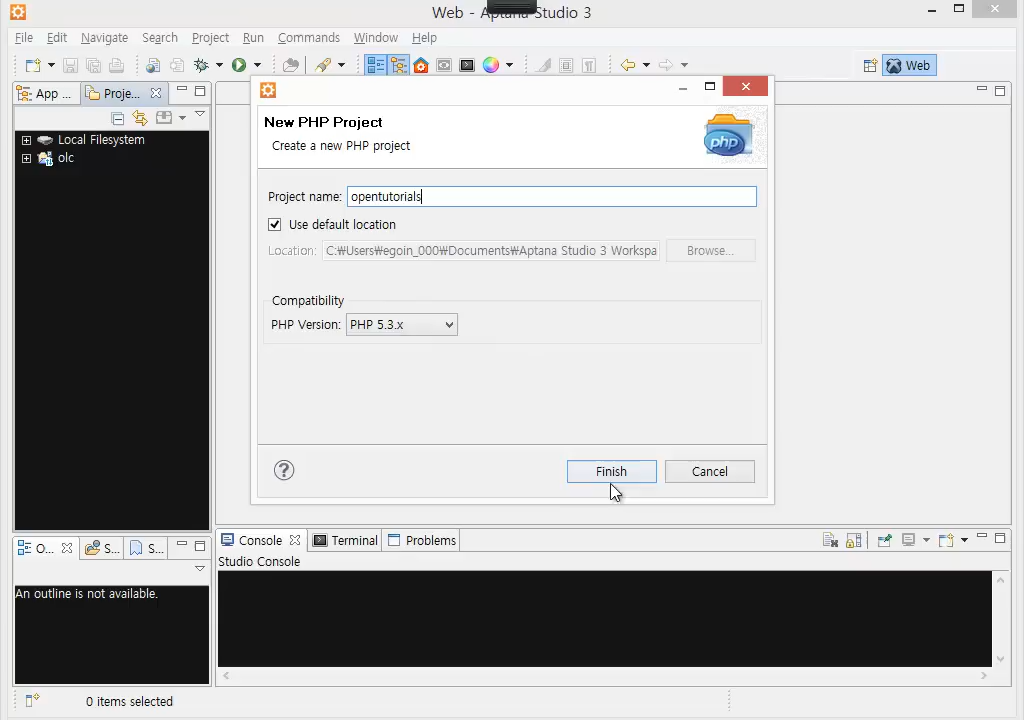 Web - Aptana Studio 3
File Edit Navigate Search Project Run Commands Window Help
Web
App ...
Proje...
Local Filesystem
olc
New PHP Project
Create a new PHP project
php
Project name: opentutorials
Use default location
Location: C:₩Users₩egoin_000₩Documents₩Aptana Studio 3 Workspa
Browse...
Compatibility
PHP Version: PHP 5.3.x
?
Finish
Cancel
O...
S...
S...
An outline is not available.
Console
Terminal
Problems
Studio Console
0 items selected